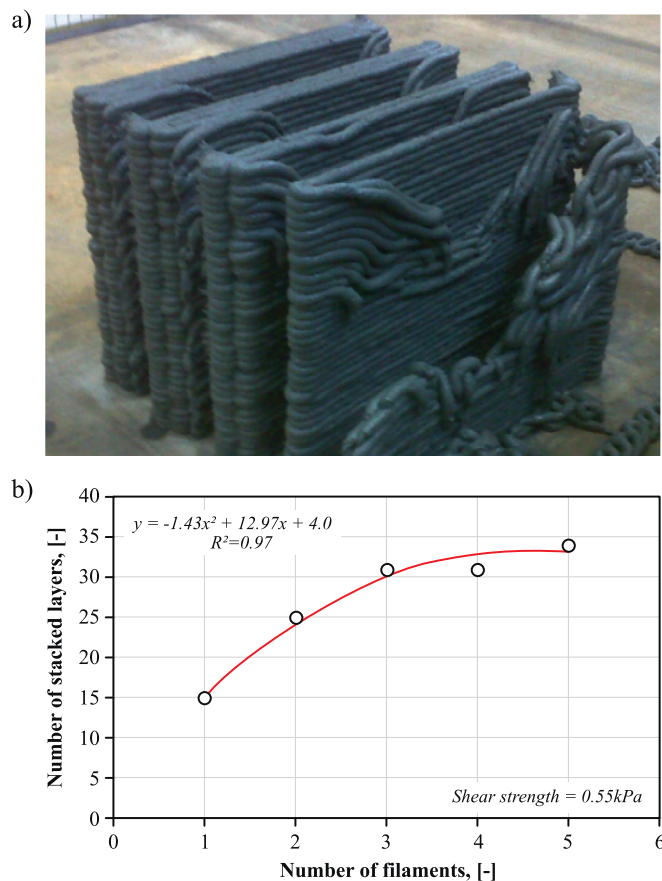 a)
b)
40
35
30
25
20
15
10
5
0
y = -1.43x² + 12.97x + 4.0
R²=0.97
Shear strength = 0.55kPa
Number of stacked layers, [-]
0 1 2 3 4 5 6
Number of filaments, [-]